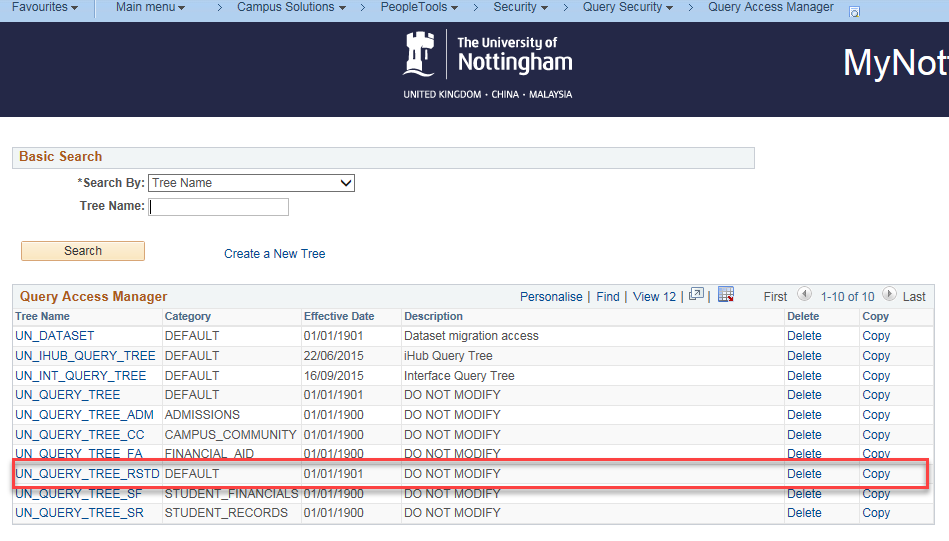 Favourites Main menu > Campus Solutions > PeopleTools > Security > Query Security > Query Access Manager
The University of
Nottingham
UNITED KINGDOM · CHINA · MALAYSIA
MyNott
Basic Search
*Search By: Tree Name
Tree Name:
Search Create a New Tree
Query Access Manager Personalise | Find | View 12 | | First 1-10 of 10 Last
Tree Name Category Effective Date Description Delete Copy
UN_DATASET DEFAULT 01/01/1901 Dataset migration access Delete Copy
UN_IHUB_QUERY_TREE DEFAULT 22/06/2015 iHub Query Tree Delete Copy
UN_INT_QUERY_TREE DEFAULT 16/09/2015 Interface Query Tree Delete Copy
UN_QUERY_TREE DEFAULT 01/01/1901 DO NOT MODIFY Delete Copy
UN_QUERY_TREE_ADM ADMISSIONS 01/01/1900 DO NOT MODIFY Delete Copy
UN_QUERY_TREE_CC CAMPUS_COMMUNITY 01/01/1900 DO NOT MODIFY Delete Copy
UN_QUERY_TREE_FA FINANCIAL_AID 01/01/1900 DO NOT MODIFY Delete Copy
UN_QUERY_TREE_RSTD DEFAULT 01/01/1901 DO NOT MODIFY Delete Copy
UN_QUERY_TREE_SF STUDENT_FINANCIALS 01/01/1900 DO NOT MODIFY Delete Copy
UN_QUERY_TREE_SR STUDENT_RECORDS 01/01/1900 DO NOT MODIFY Delete Copy